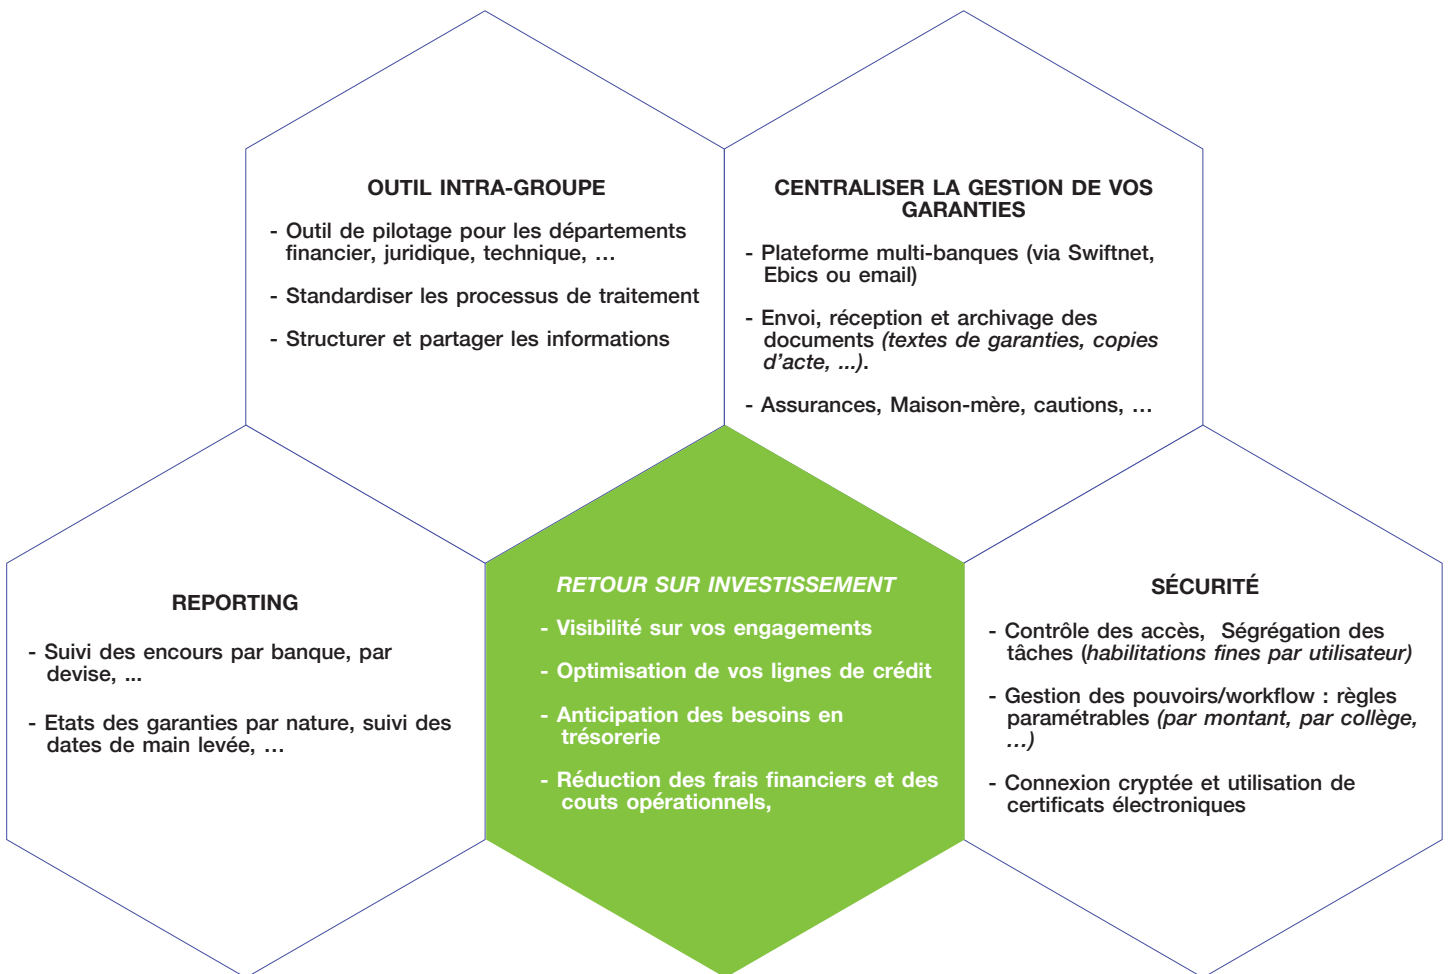 OUTIL INTRA-GROUPE
- Outil de pilotage pour les départements
financier, juridique, technique, …
- Standardiser les processus de traitement
- Structurer et partager les informations
CENTRALISER LA GESTION DE VOS
GARANTIES
- Plateforme multi-banques (via Swiftnet,
Ebics ou email)
- Envoi, réception et archivage des
documents (textes de garanties, copies
d’acte, ...).
- Assurances, Maison-mère, cautions, …
REPORTING
- Suivi des encours par banque, par
devise, ...
- Etats des garanties par nature, suivi des
dates de main levée, …
RETOUR SUR INVESTISSEMENT
- Visibilité sur vos engagements
- Optimisation de vos lignes de crédit
- Anticipation des besoins en
trésorerie
- Réduction des frais financiers et des
couts opérationnels,
SÉCURITÉ
- Contrôle des accès, Ségrégation des
tâches (habilitations fines par utilisateur)
- Gestion des pouvoirs/workflow : règles
paramétrables (par montant, par collège,
…)
- Connexion cryptée et utilisation de
certificats électroniques